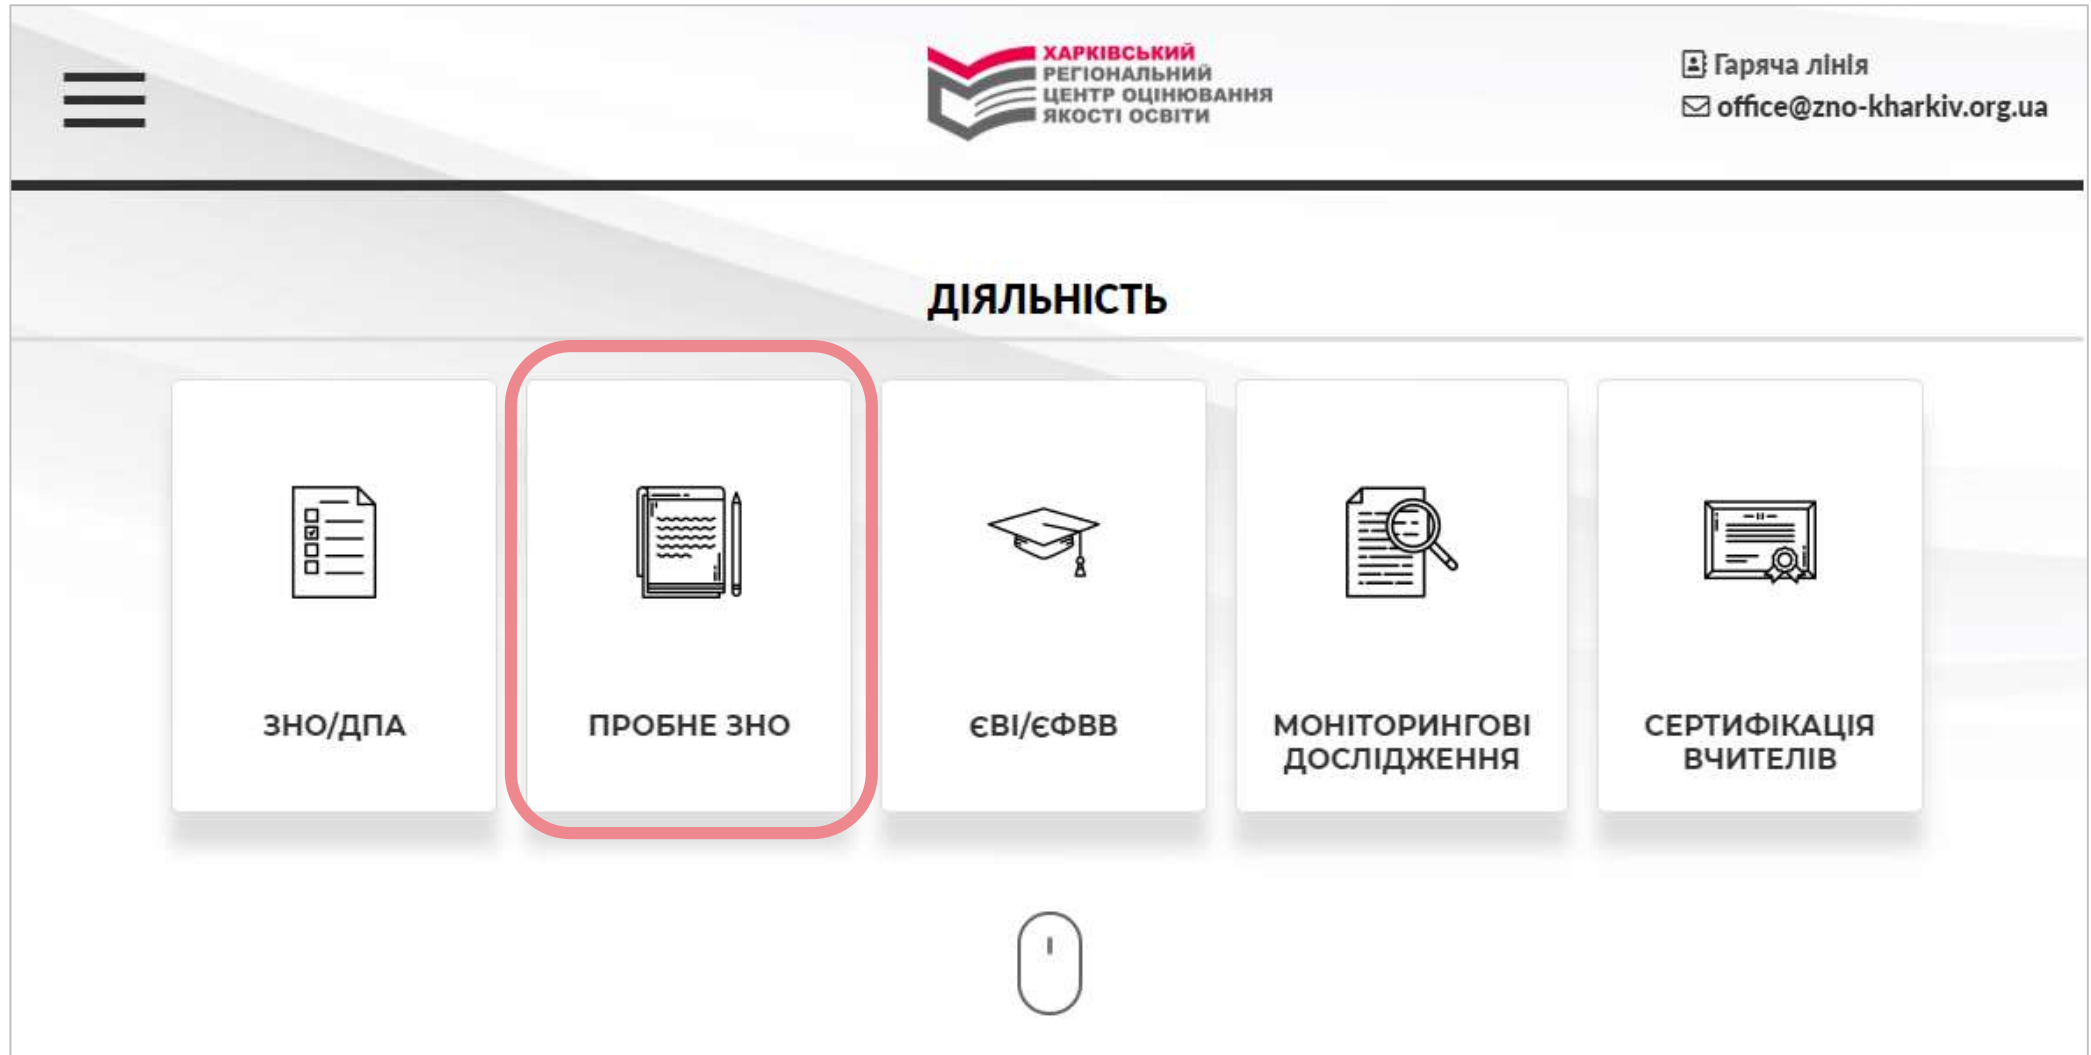 ХАРКІВСЬКИЙ
РЕГІОНАЛЬНИЙ
ЦЕНТР ОЦІНЮВАННЯ
ЯКОСТІ ОСВІТИ
Гаряча лінія
office@zno-kharkiv.org.ua
ДІЯЛЬНІСТЬ
ЗНО/ДПА
ПРОБНЕ ЗНО
ЄВІ/ЄФВВ
МОНІТОРИНГОВІ
ДОСЛІДЖЕННЯ
СЕРТИФІКАЦІЯ
ВЧИТЕЛІВ